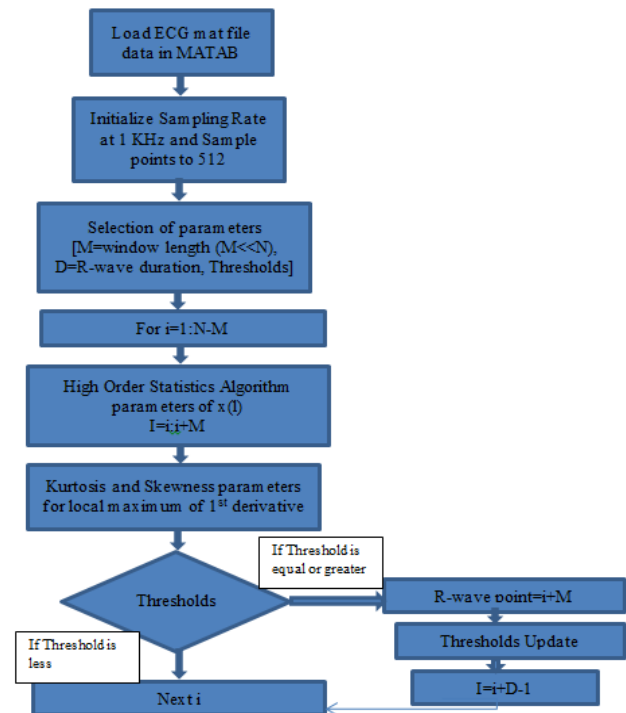 Load ECG mat file
data in MATAB
Initialize Sampling Rate
at 1 KHz and Sample
points to 512
Selection of parameters
[M=window length (M<<N),
D=R-wave duration, Thresholds]
For i=1:N-M
High Order Statistics Algorithm
parameters of x(I)
I=i:i+M
Kurtosis and Skewness parameters
for local maximum of 1st derivative
If Threshold is
equal or greater
Thresholds
R-wave point=i+M
Thresholds Update
If Threshold is
less
I=i+D-1
Next i